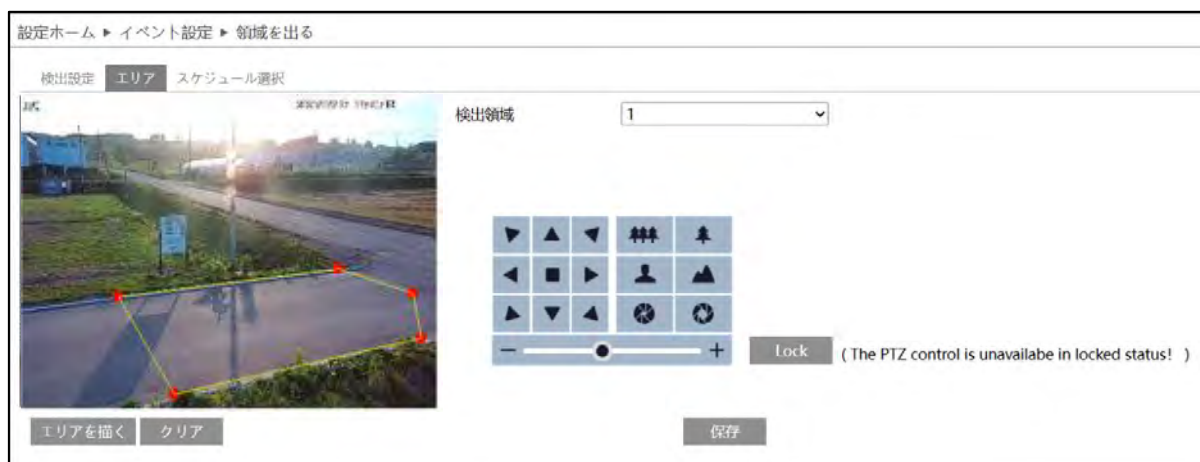 設定ホーム ▶ イベント設定 ▶ 領域を出る
検出設定 エリア スケジュール選択
検出領域 1
Lock ( The PTZ control is unavailabe in locked status! )
エリアを描く クリア 保存